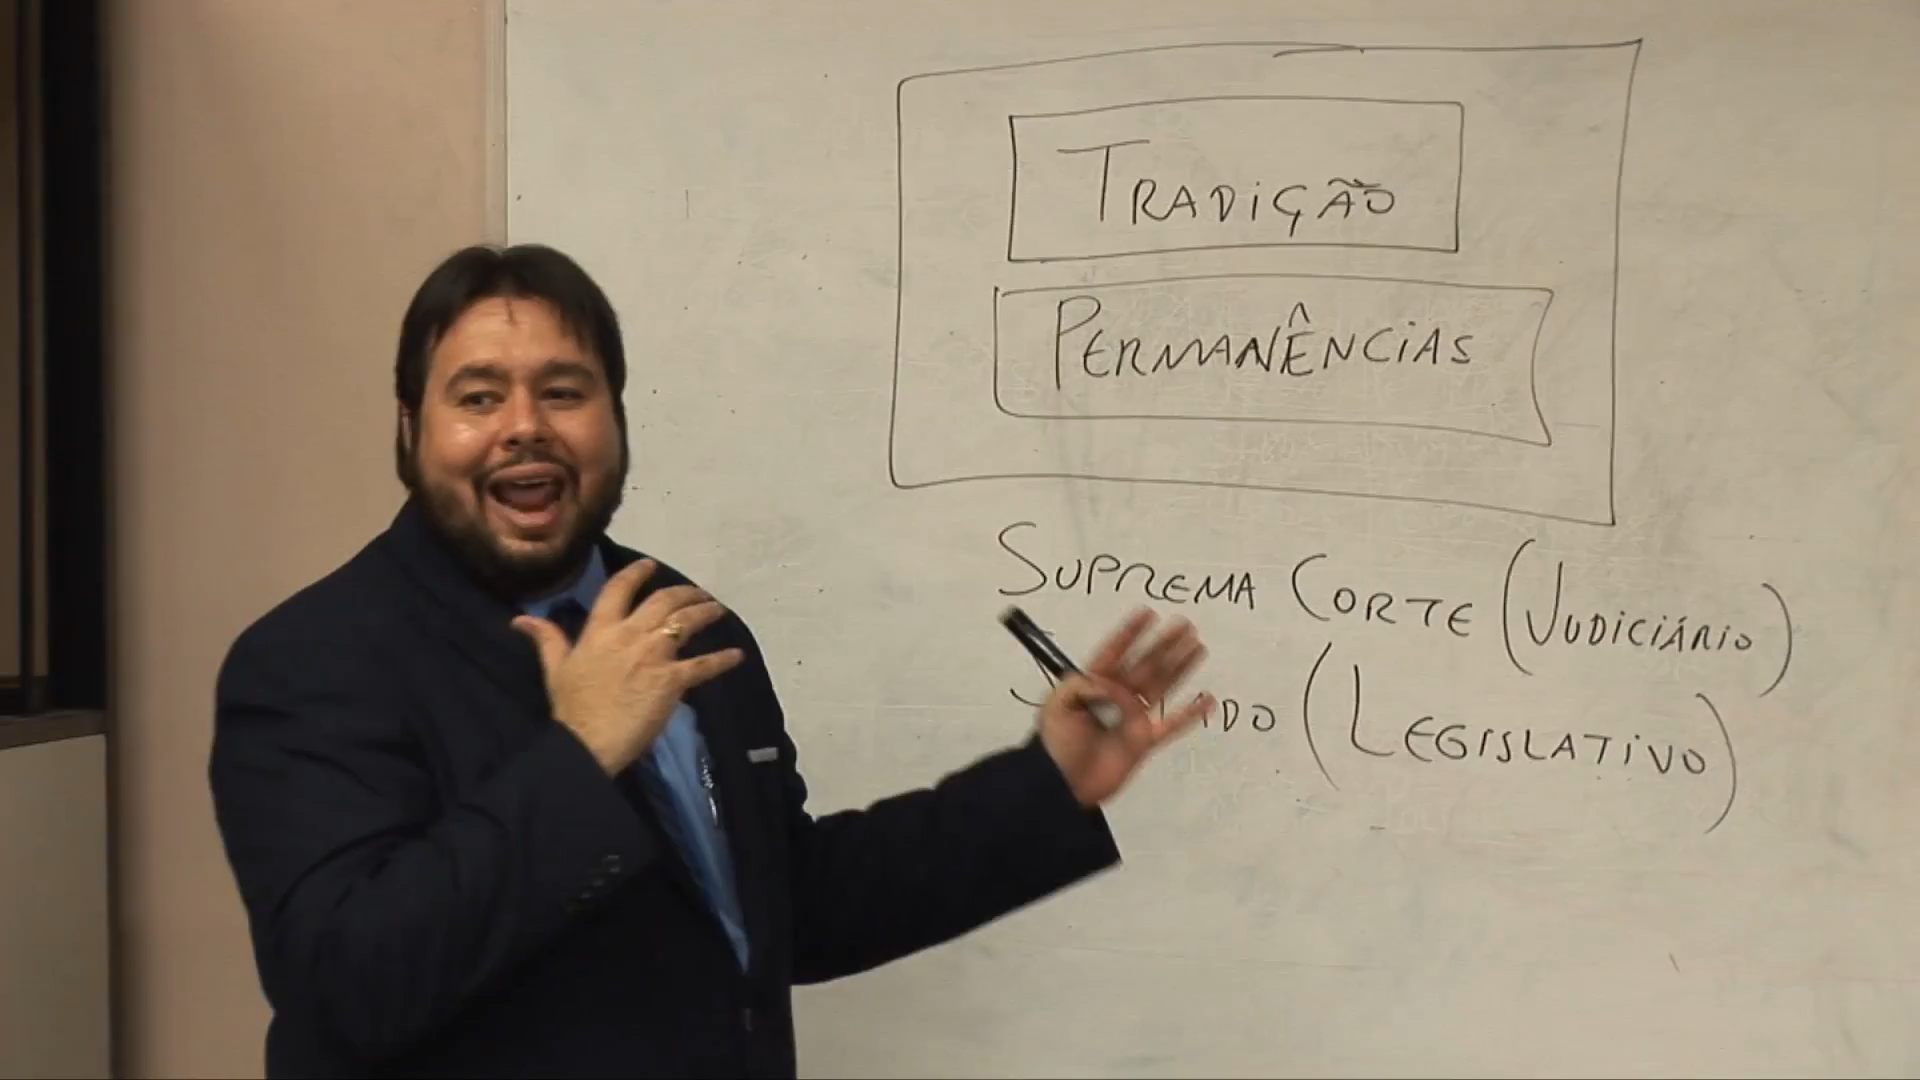 TRADIÇÃO
PERMANÊNCIAS
SUPREMA CORTE (JUDICIÁRIO)
(LEGISLATIVO)